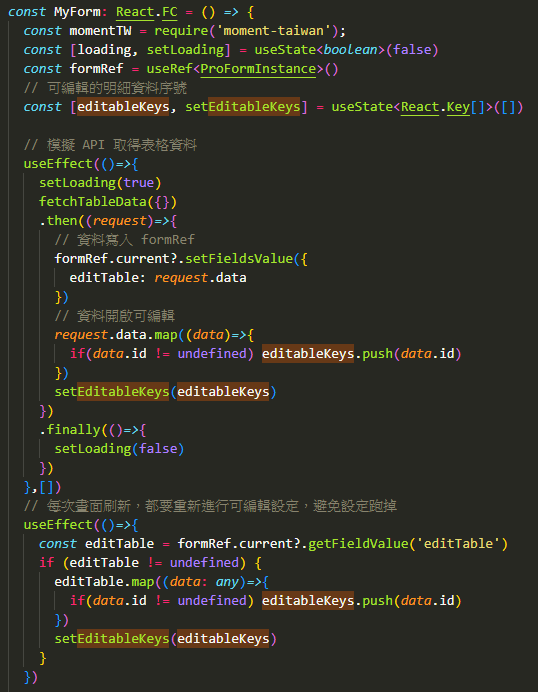 const MyForm: React.FC = () => {
const momentTW = require('moment-taiwan');
const [loading, setLoading] = useState<boolean>(false)
const formRef = useRef<ProFormInstance>()
// 可編輯的明細資料序號
const [editableKeys, setEditableKeys] = useState<React.Key[]>([])
// 模擬 API 取得表格資料
useEffect(()=>{
setLoading(true)
fetchTableData({})
.then((request)=>{
// 資料寫入 formRef
formRef.current?.setFieldsValue({
editTable: request.data
})
// 資料開啟可編輯
request.data.map((data)=>{
if(data.id != undefined) editableKeys.push(data.id)
})
setEditableKeys(editableKeys)
})
.finally(()=>{
setLoading(false)
})
},[])
// 每次畫面刷新，都要重新進行可編輯設定，避免設定跑掉
useEffect(()=>{
const editTable = formRef.current?.getFieldValue('editTable')
if (editTable != undefined) {
editTable.map((data: any)=>{
if(data.id != undefined) editableKeys.push(data.id)
})
setEditableKeys(editableKeys)
}
})